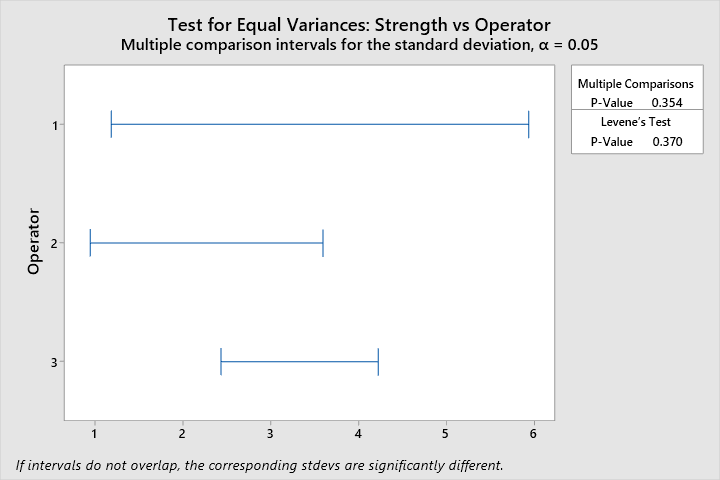 Test for Equal Variances: Strength vs Operator
Multiple comparison intervals for the standard deviation, α = 0.05
Multiple Comparisons
P-Value 0.354
Levene's Test
P-Value 0.370
Operator
1
2
3
1 2 3 4 5 6
If intervals do not overlap, the corresponding stdevs are significantly different.